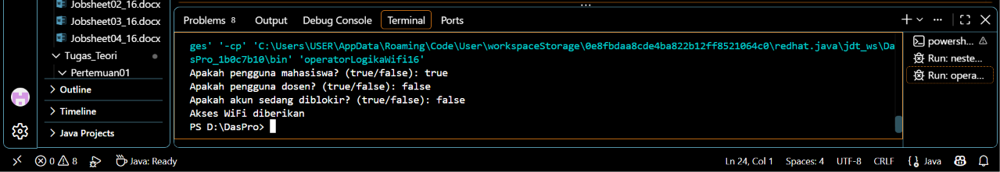 Jobsheet02_16.docx
Jobsheet03_16.docx
Jobsheet04_16.docx
Tugas_Teori
Pertemuan01
Outline
Timeline
Java Projects
Problems 8 Output Debug Console Terminal Ports
ges' '-cp' 'C:\Users\USER\AppData\Roaming\Code\User\workspaceStorage\0e8fbdaa8cde4ba822b12ff8521064c0\redhat.java\jdt_ws\Da
sPro_1b0c7b10\bin' 'operatorLogikaWifi16'
Apakah pengguna mahasiswa? (true/false): true
Apakah pengguna dosen? (true/false): false
Apakah akun sedang diblokir? (true/false): false
Akses WiFi diberikan
PS D:\DasPro>
powersh...
Run: neste...
Run: opera...
0 8 Java: Ready Ln 24, Col 1 Spaces: 4 UTF-8 CRLF Java